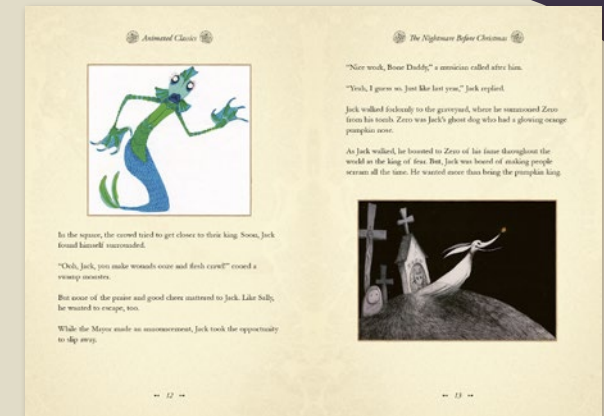 Animated Classics
In the square, the crowd tried to get closer to their king. Soon, Jack
found himself surrounded.
"Ooh, Jack, you make wounds ooze and flesh crawl!" cooed a
swamp monster.
But none of the praise and good cheer mattered to Jack. Like Sally,
he wanted to escape, too.
While the Mayor made an announcement, Jack took the opportunity
to slip away.
12
The Nightmare Before Christmas
"Nice work, Bone Daddy," a musician called after him.
"Yeah, I guess so. Just like last year," Jack replied.
Jack walked forlornly to the graveyard, where he summoned Zero
from his tomb. Zero was Jack's ghost dog who had a glowing orange
pumpkin nose.
As Jack walked, he boasted to Zero of his fame throughout the
world as the king of fear. But, Jack was bored of making people
scream all the time. He wanted more than being the pumpkin king.
13